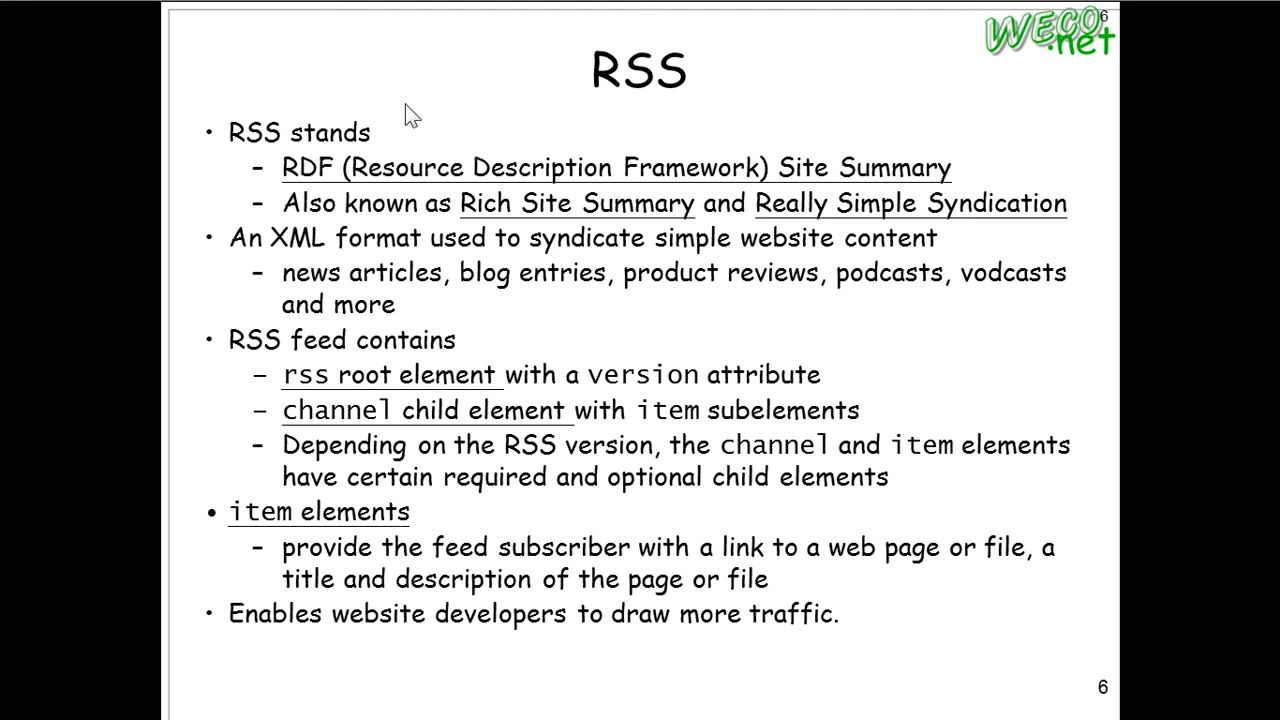 6
WECO
.net
RSS
• RSS stands
– RDF (Resource Description Framework) Site Summary
– Also known as Rich Site Summary and Really Simple Syndication
• An XML format used to syndicate simple website content
– news articles, blog entries, product reviews, podcasts, vodcasts
and more
• RSS feed contains
– rss root element with a version attribute
– channel child element with item subelements
– Depending on the RSS version, the channel and item elements
have certain required and optional child elements
• item elements
– provide the feed subscriber with a link to a web page or file, a
title and description of the page or file
• Enables website developers to draw more traffic.
6